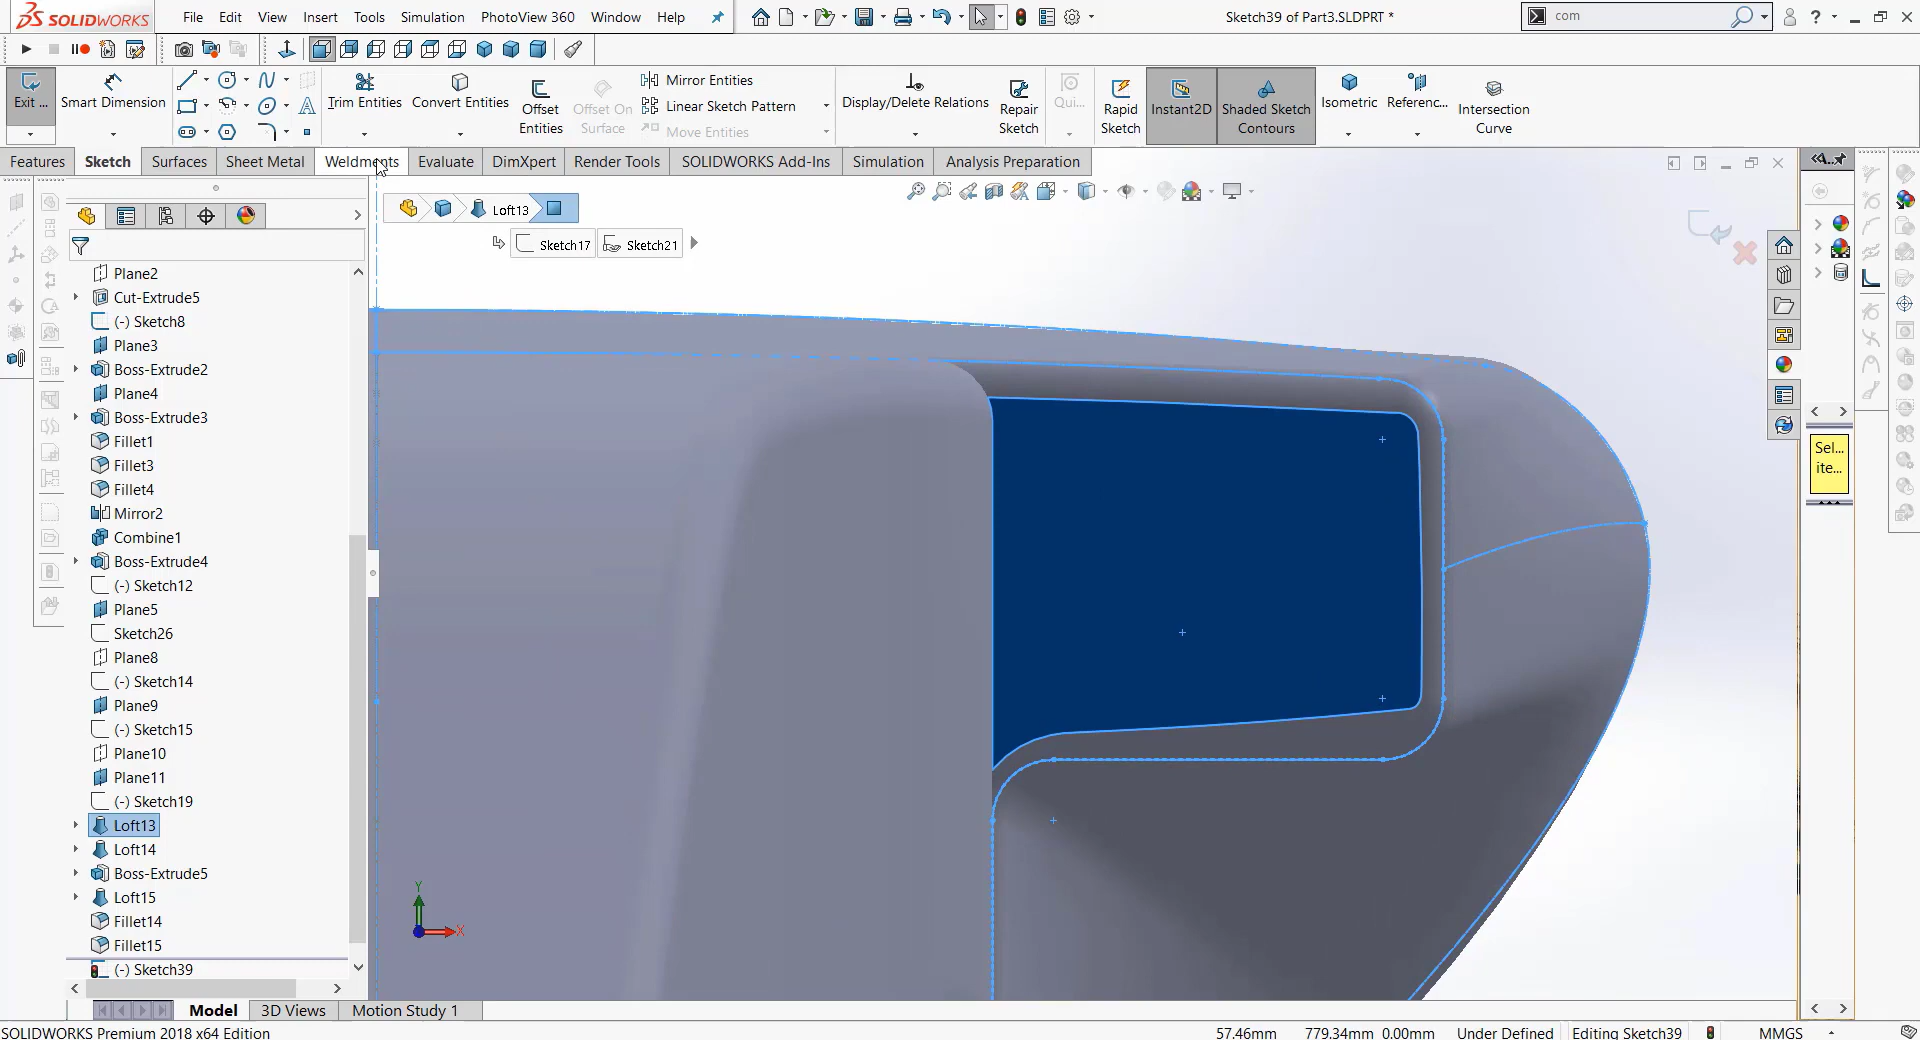 SOLIDWORKS File Edit View Insert Tools Simulation PhotoView 360 Window Help Sketch39 of Part3.SLDPRT * com ?
Exit ... Smart Dimension Trim Entities Convert Entities Offset Entities Offset On Surface Mirror Entities Linear Sketch Pattern Move Entities Display/Delete Relations Repair Sketch Qui... Rapid Sketch Instant2D Shaded Sketch Contours Isometric Referenc... Intersection Curve
Features Sketch Surfaces Sheet Metal Weldments Evaluate DimXpert Render Tools SOLIDWORKS Add-Ins Simulation Analysis Preparation
Loft13
Sketch17 Sketch21
Plane2
Cut-Extrude5
(-) Sketch8
Plane3
Boss-Extrude2
Plane4
Boss-Extrude3
Fillet1
Fillet3
Fillet4
Mirror2
Combine1
Boss-Extrude4
(-) Sketch12
Plane5
Sketch26
Plane8
(-) Sketch14
Plane9
(-) Sketch15
Plane10
Plane11
(-) Sketch19
Loft13
Loft14
Boss-Extrude5
Loft15
Fillet14
Fillet15
(-) Sketch39
Sel...
ite...
Y
X
Model 3D Views Motion Study 1
SOLIDWORKS Premium 2018 x64 Edition 57.46mm 779.34mm 0.00mm Under Defined Editing Sketch39 MMGS